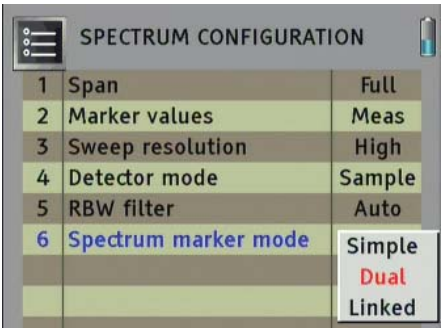 SPECTRUM CONFIGURATION
1 Span Full
2 Marker values Meas
3 Sweep resolution High
4 Detector mode Sample
5 RBW filter Auto
6 Spectrum marker mode Simple
Dual
Linked